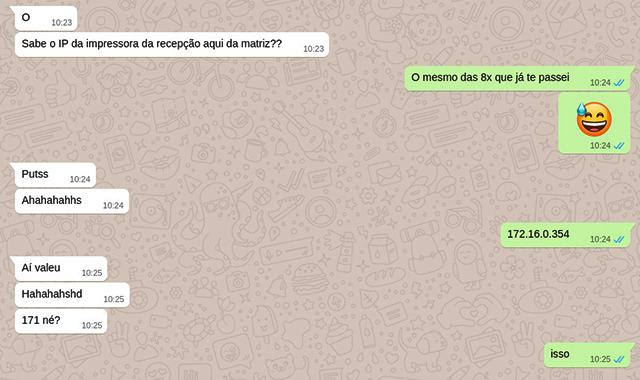 O 10:23
Sabe o IP da impressora da recepção aqui da matriz?? 10:23
O mesmo das 8x que já te passei 10:24
10:24
Putss 10:24
Ahahahahhs 10:24
172.16.0.354 10:24
Aí valeu 10:25
Hahahahshd 10:25
171 né? 10:25
isso 10:25